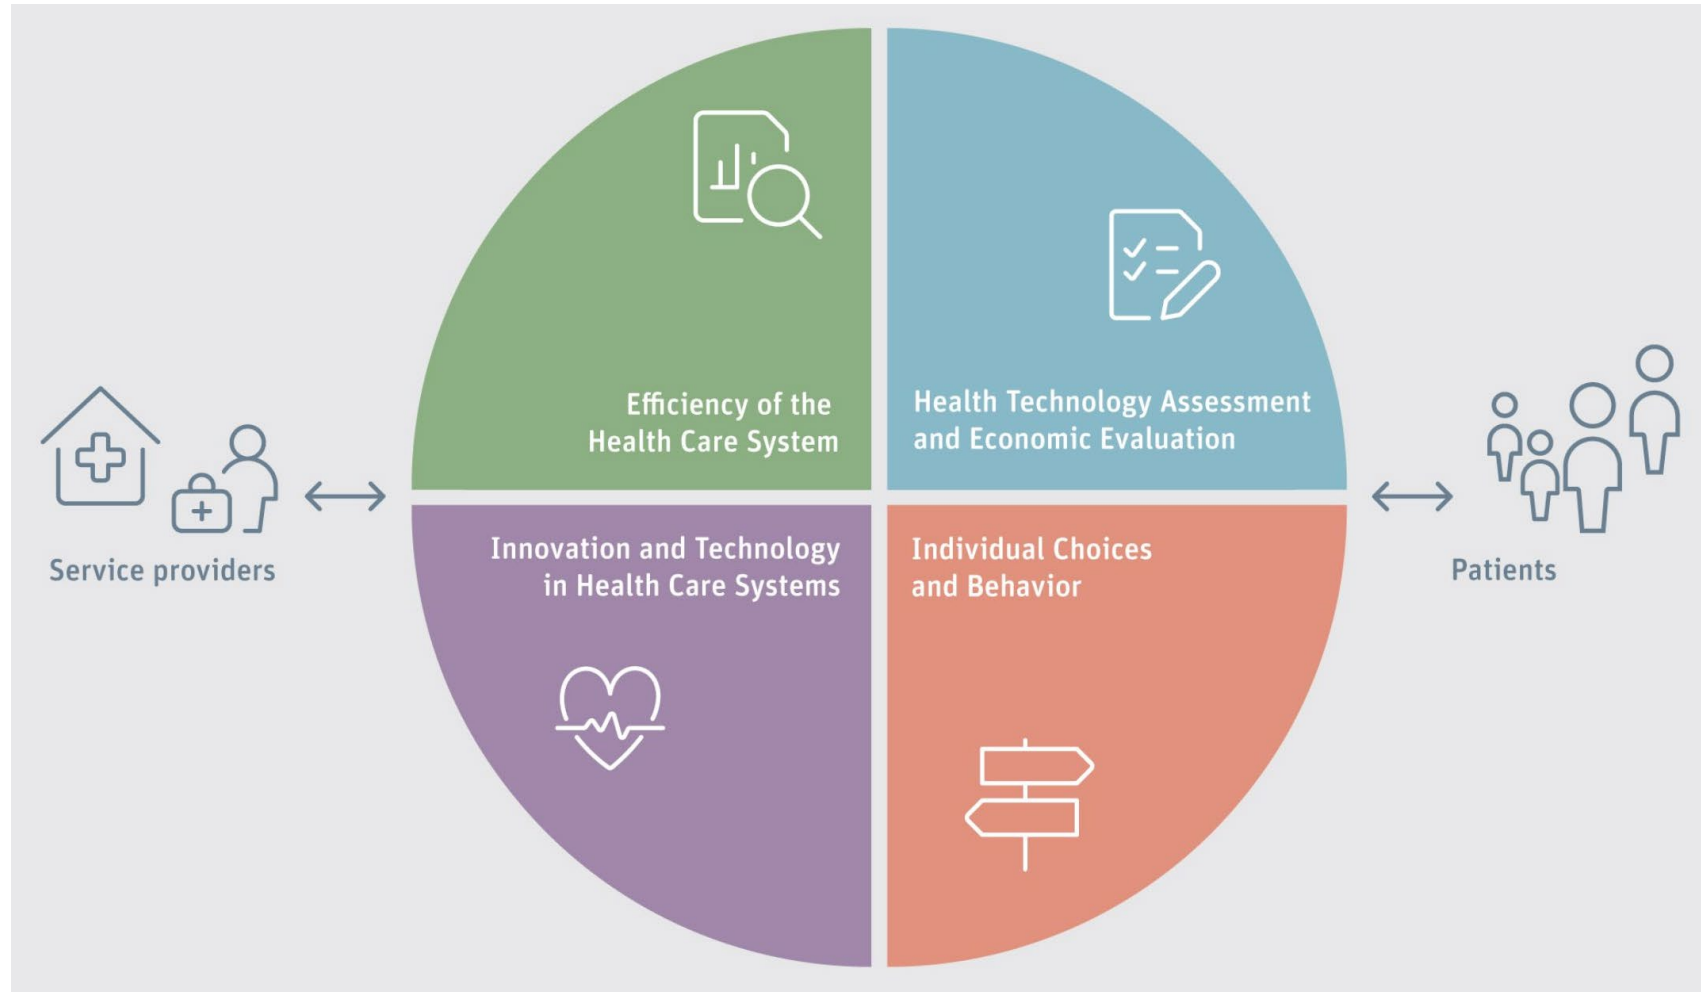 Efficiency of the
Health Care System
Health Technology Assessment
and Economic Evaluation
Service providers
Innovation and Technology
in Health Care Systems
Individual Choices
and Behavior
Patients